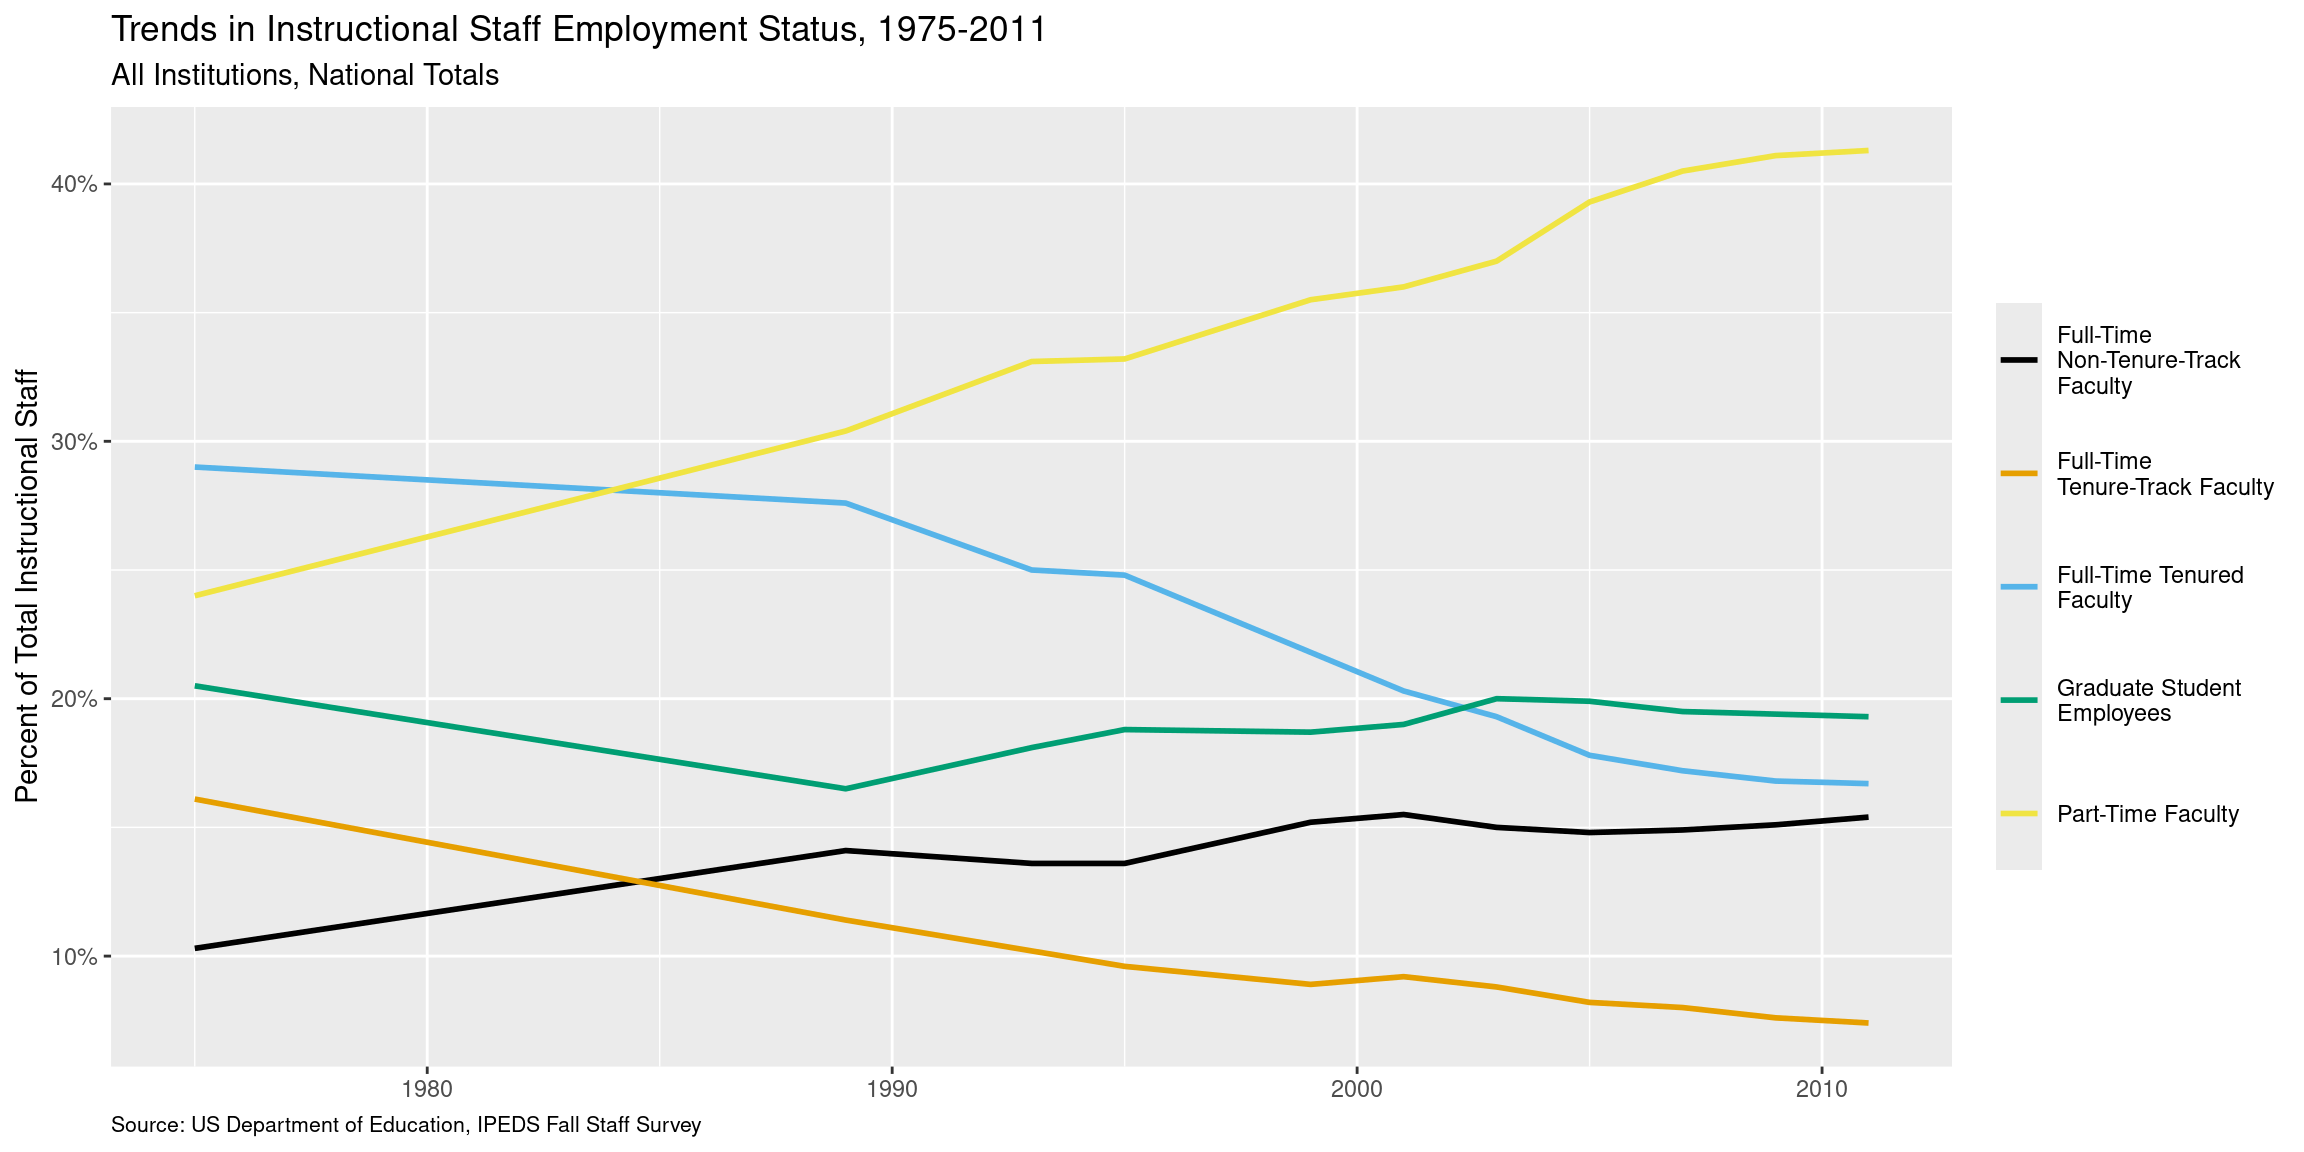 Trends in Instructional Staff Employment Status, 1975-2011
All Institutions, National Totals
Percent of Total Instructional Staff
40%
30%
20%
10%
1980
1990
2000
2010
Full-Time
Non-Tenure-Track
Faculty
Full-Time
Tenure-Track Faculty
Full-Time Tenured
Faculty
Graduate Student
Employees
Part-Time Faculty
Source: US Department of Education, IPEDS Fall Staff Survey